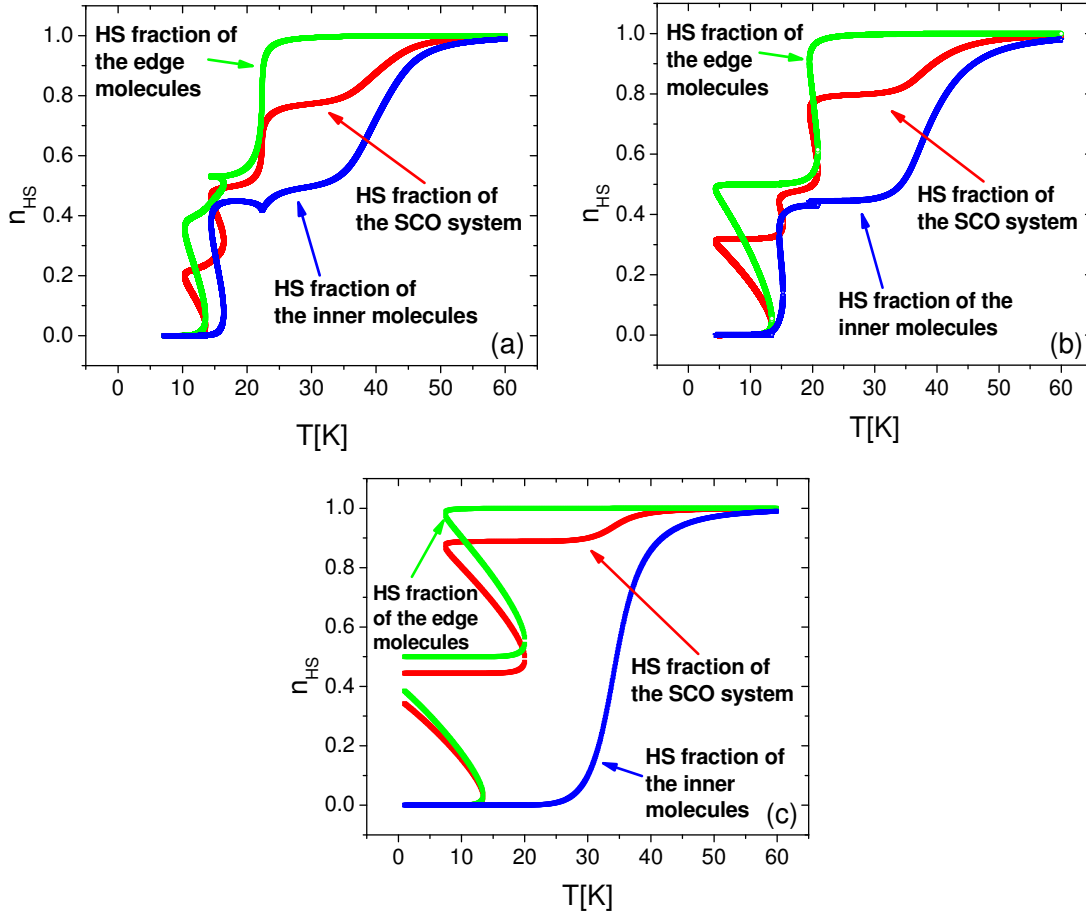 HS fraction of
the edge
molecules
HS fraction of
the SCO system
HS fraction of
the inner molecules
(a)
1.0
0.8
0.6
0.4
0.2
0.0
n_HS
0 10 20 30 40 50 60
T[K]
HS fraction of
the edge
molecules
HS fraction of
the SCO system
HS fraction of the
inner molecules
(b)
1.0
0.8
0.6
0.4
0.2
0.0
n_HS
0 10 20 30 40 50 60
T[K]
HS fraction
of the edge
molecules
HS fraction of
the SCO system
HS fraction of
the inner
molecules
(c)
1.0
0.8
0.6
0.4
0.2
0.0
n_HS
0 10 20 30 40 50 60
T[K]